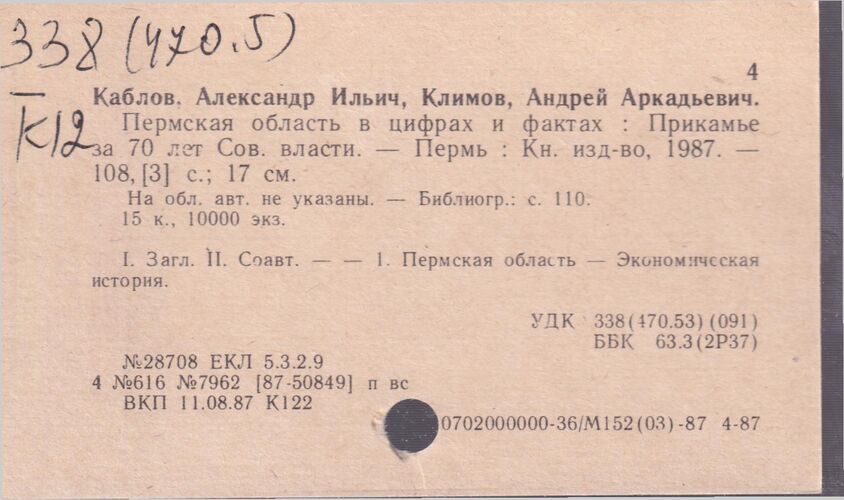 338 (470.5)
К12
4
Каблов, Александр Ильич, Климов, Андрей Аркадьевич.
Пермская область в цифрах и фактах : Прикамье
за 70 лет Сов. власти. — Пермь : Кн. изд-во, 1987. —
108, [3] с.; 17 см.
На обл. авт. не указаны. — Библиогр.: с. 110.
15 к., 10000 экз.
I. Загл. II. Соавт. — — 1. Пермская область — Экономическая
история.
УДК 338(470.53)(091)
ББК 63.3(2Р37)
№28708 ЕКЛ 5.3.2.9
4 №616 №7962 [87-50849] п вс
ВКП 11.08.87 К122
0702000000-36/М152(03)-87 4-87